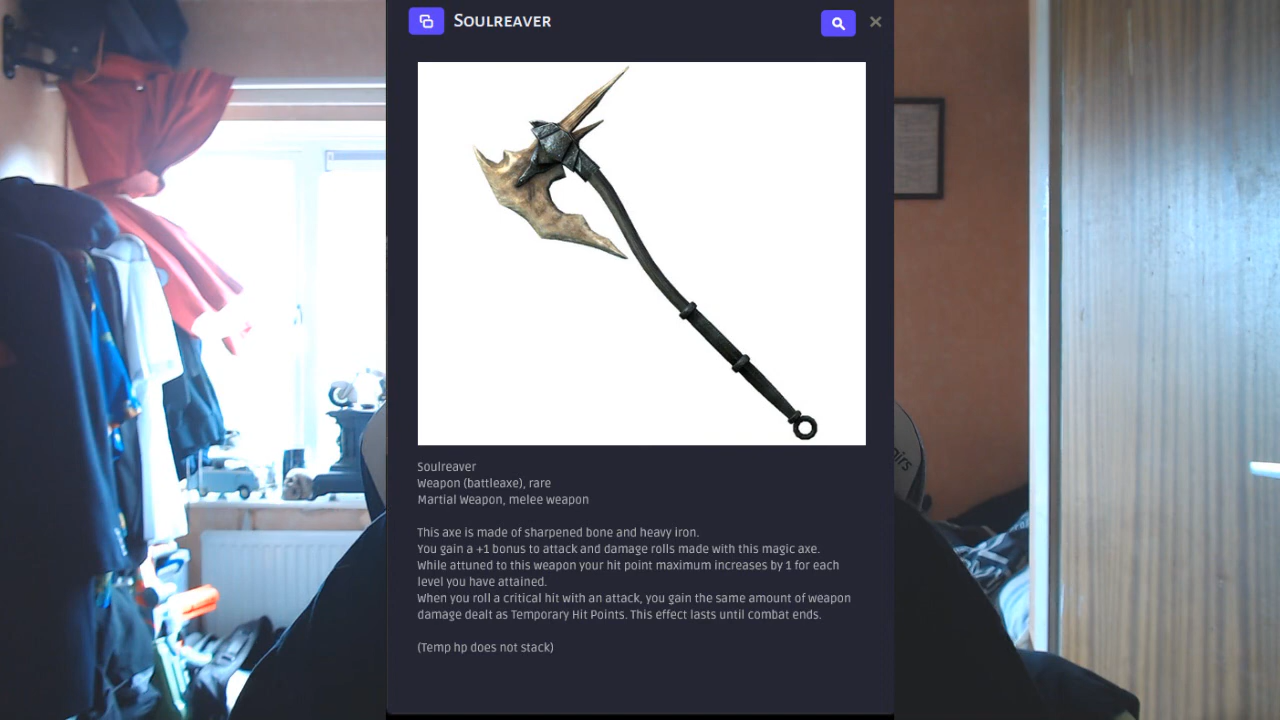 Soulreaver
Soulreaver
Weapon (battleaxe), rare
Martial Weapon, melee weapon
This axe is made of sharpened bone and heavy iron.
You gain a +1 bonus to attack and damage rolls made with this magic axe.
While attuned to this weapon your hit point maximum increases by 1 for each
level you have attained.
When you roll a critical hit with an attack, you gain the same amount of weapon
damage dealt as Temporary Hit Points. This effect lasts until combat ends.
(Temp hp does not stack)